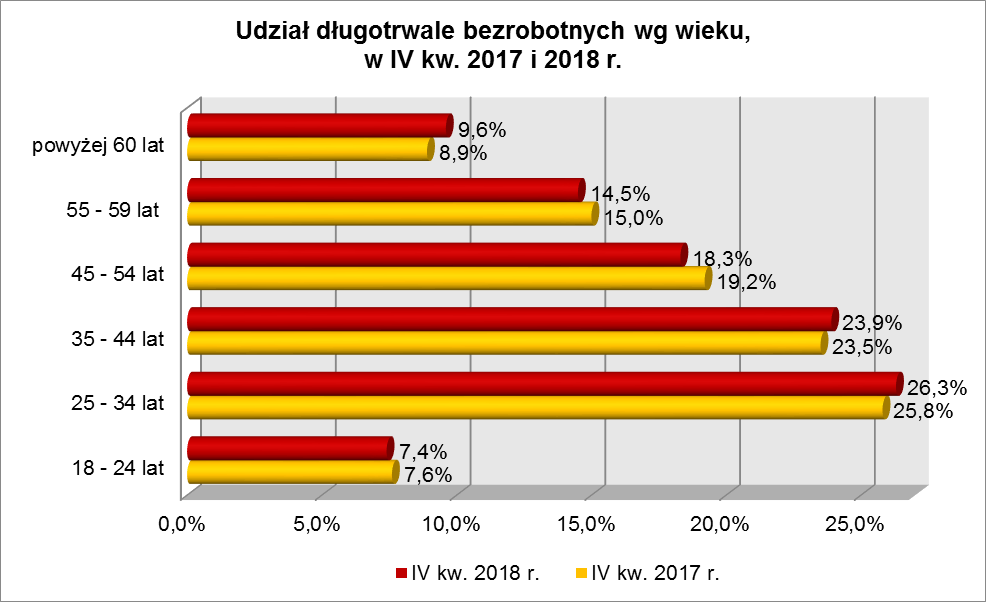 Udział długotrwale bezrobotnych wg wieku,
w IV kw. 2017 i 2018 r.
powyżej 60 lat
9,6%
8,9%
55 - 59 lat
14,5%
15,0%
45 - 54 lat
18,3%
19,2%
35 - 44 lat
23,9%
23,5%
25 - 34 lat
26,3%
25,8%
18 - 24 lat
7,4%
7,6%
0,0% 5,0% 10,0% 15,0% 20,0% 25,0%
IV kw. 2018 r. IV kw. 2017 r.